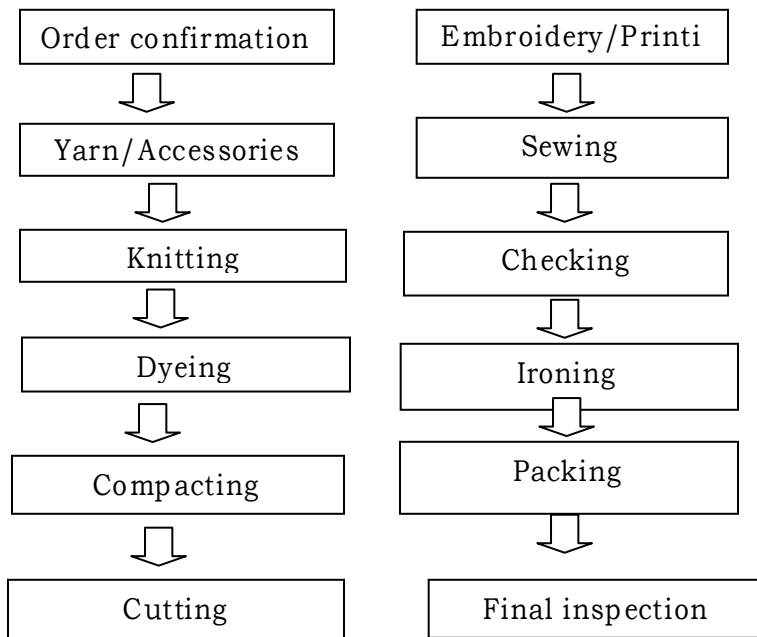 Order confirmation
Yarn/Accessories
Knitting
Dyeing
Compacting
Cutting
Embroidery/Printi
Sewing
Checking
Ironing
Packing
Final inspection